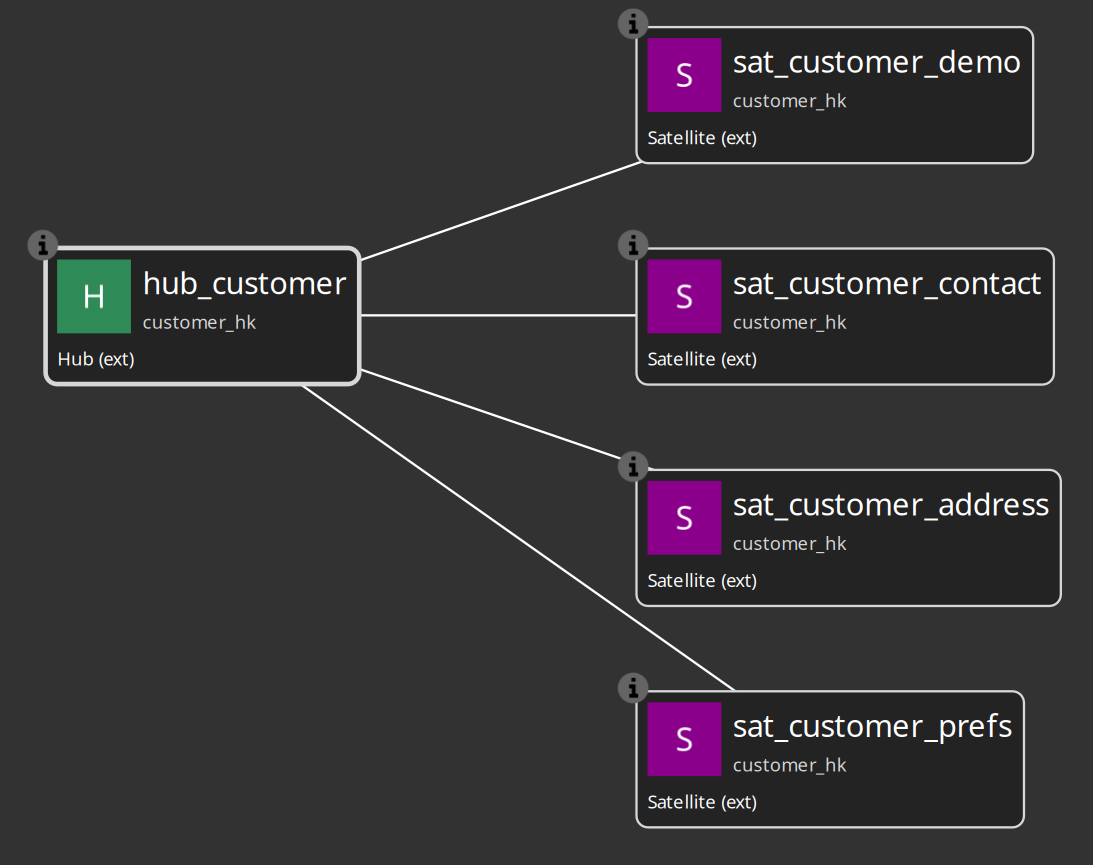 S
sat_customer_demo
customer_hk
Satellite (ext)
H
hub_customer
customer_hk
Hub (ext)
S
sat_customer_contact
customer_hk
Satellite (ext)
S
sat_customer_address
customer_hk
Satellite (ext)
S
sat_customer_prefs
customer_hk
Satellite (ext)